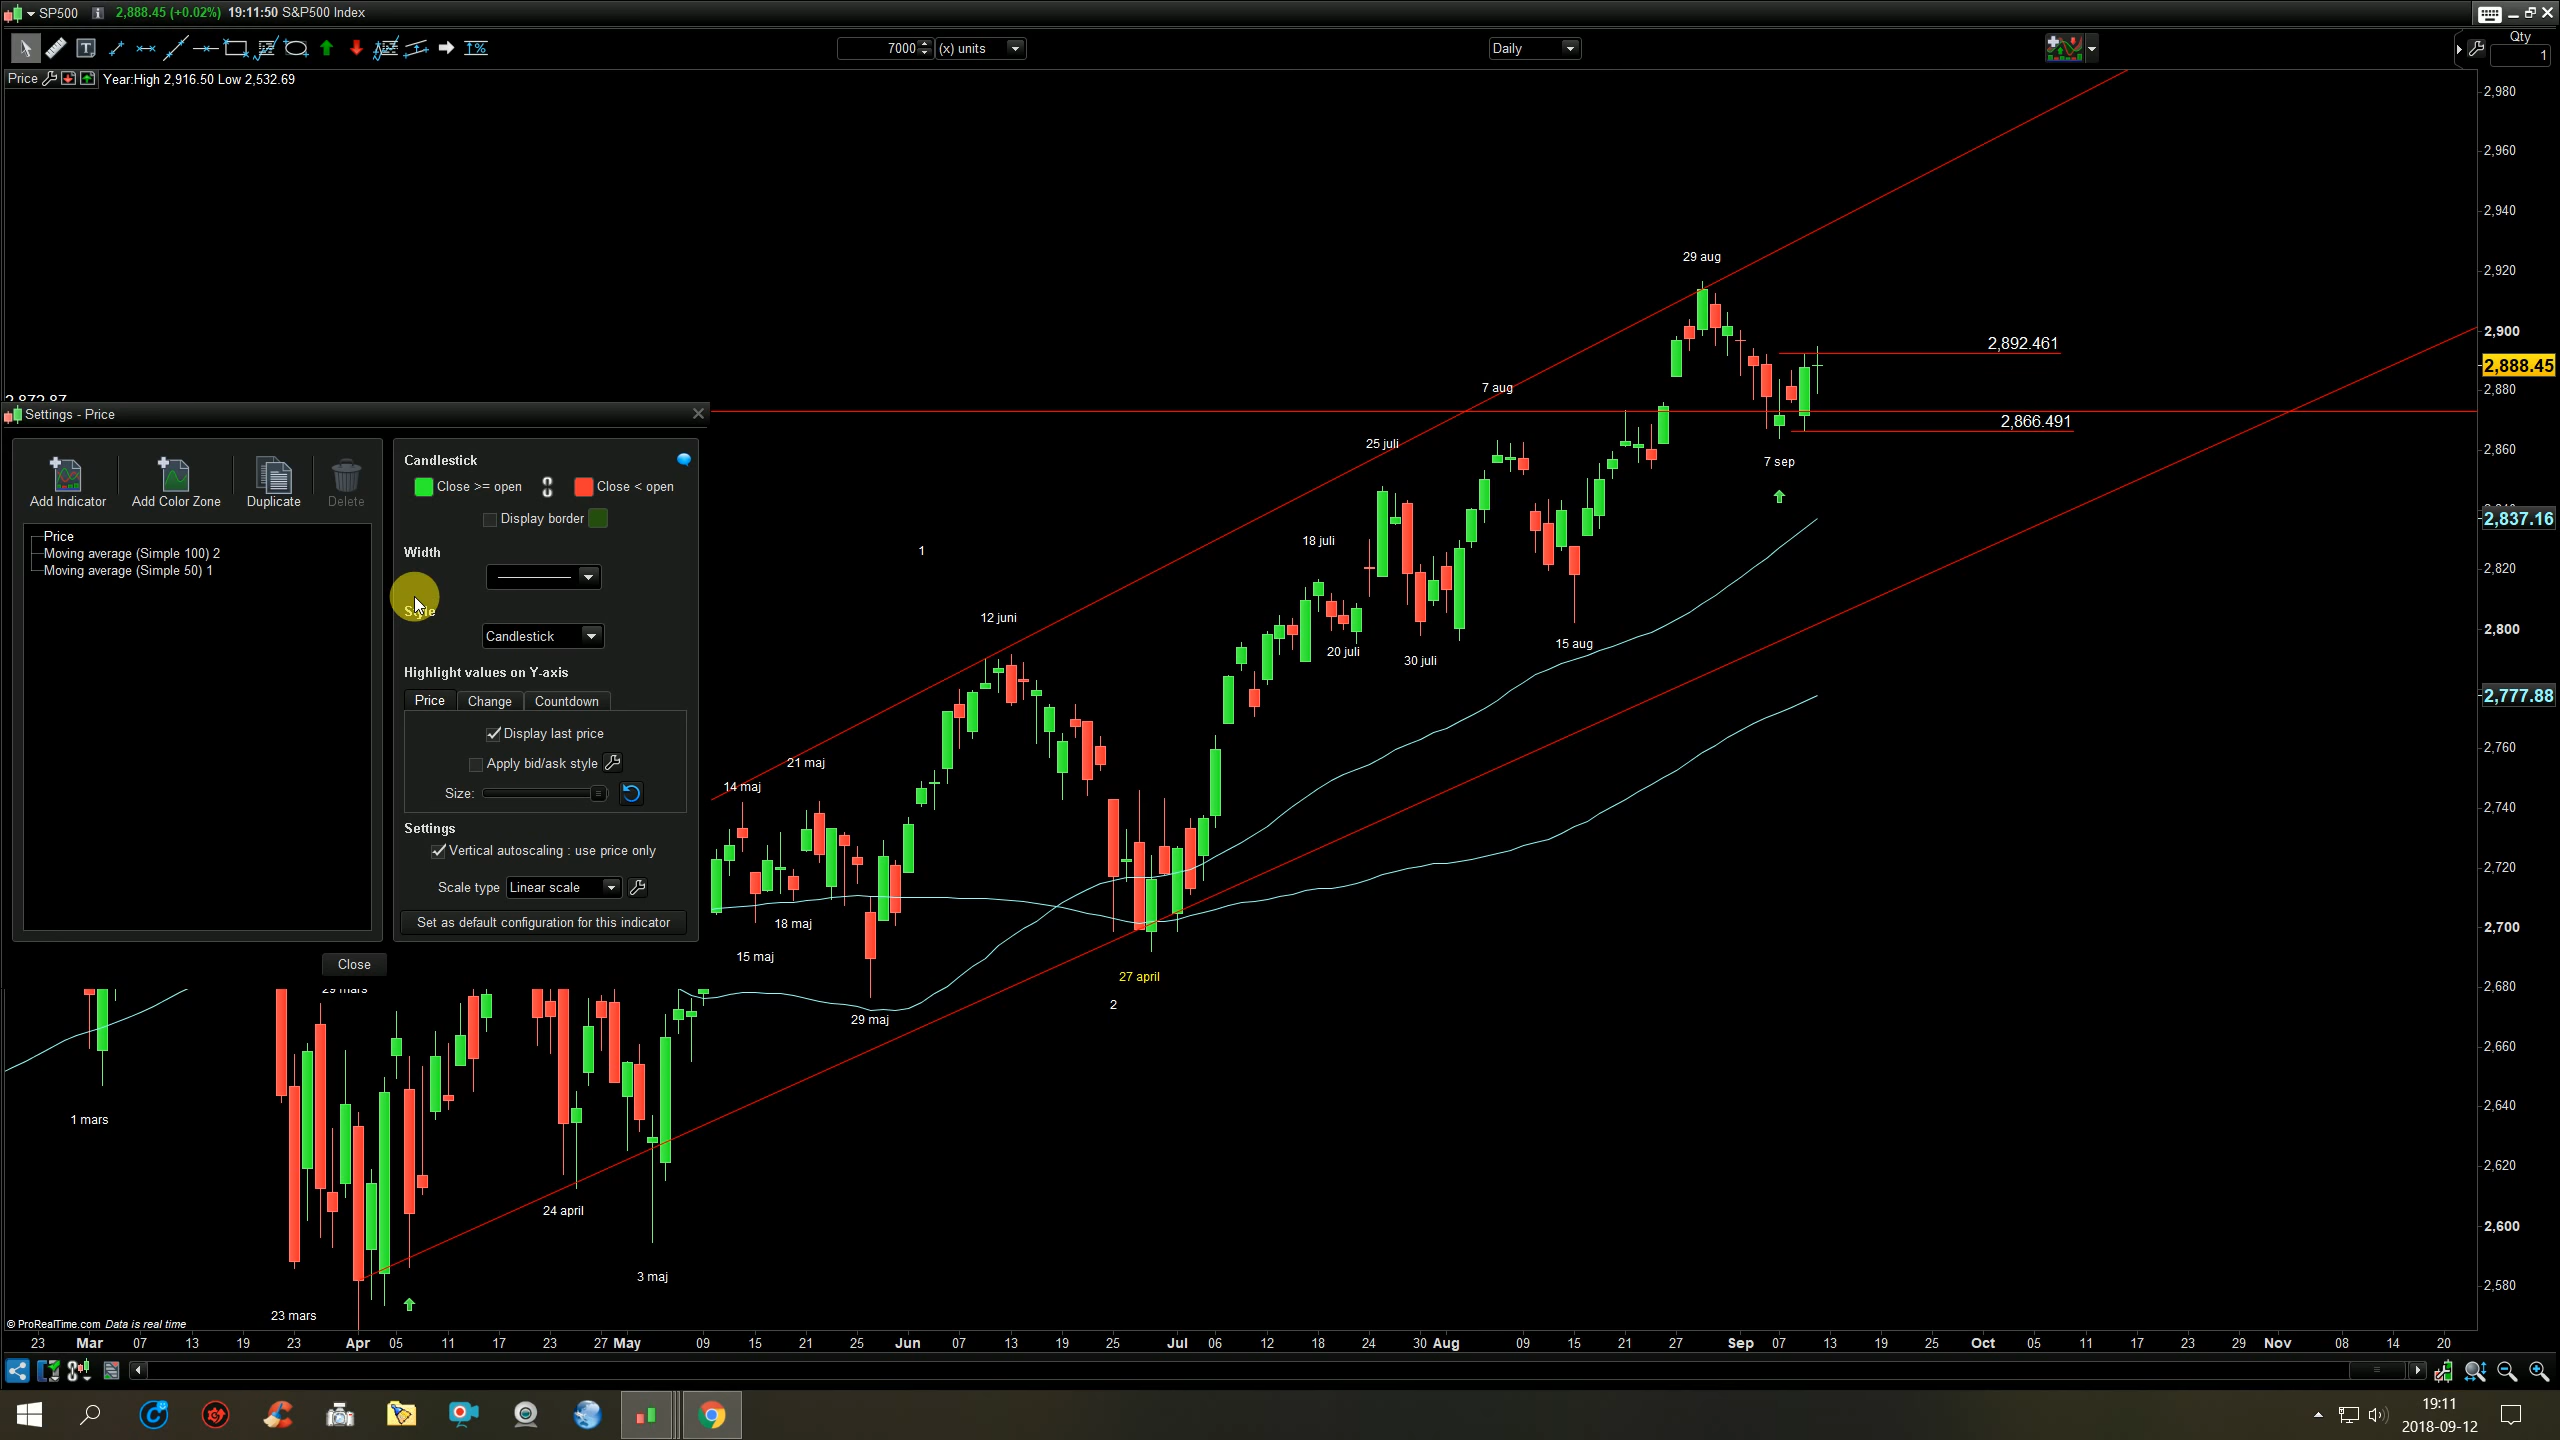 SP500 2,888.45 (+0.02%) 19:11:50 S&P500 Index
7000 (x) units Daily Qty 1
Price Year:High 2,916.50 Low 2,532.69
2,980
2,960
2,940
29 aug
2,920
2,892.461
2,900
2,888.45
7 aug
2,880
2,872.87
Settings - Price
2,866.491
25 juli
Candlestick
2,860
7 sep
Close >= open Close < open
Add Indicator Add Color Zone Duplicate Delete
Display border
2,837.16
Price
18 juli
1
Width
Moving average (Simple 100) 2
Moving average (Simple 50) 1
2,820
Style
12 juni
2,800
Candlestick
15 aug
20 juli
30 juli
Highlight values on Y-axis
2,777.88
Price Change Countdown
Display last price
2,760
21 maj
Apply bid/ask style
14 maj
Size:
2,740
Settings
Vertical autoscaling : use price only
2,720
Scale type Linear scale
Set as default configuration for this indicator
18 maj
2,700
15 maj
Close
27 april
29 mars
2,680
2
29 maj
2,660
2,640
1 mars
2,620
24 april
2,600
3 maj
2,580
23 mars
© ProRealTime.com Data is real time
23 Mar 07 13 19 23 Apr 05 11 17 23 27 May 09 15 21 25 Jun 07 13 19 25 Jul 06 12 18 24 30 Aug 09 15 21 27 Sep 07 13 19 25 Oct 05 11 17 23 29 Nov 08 14 20
19:11
2018-09-12